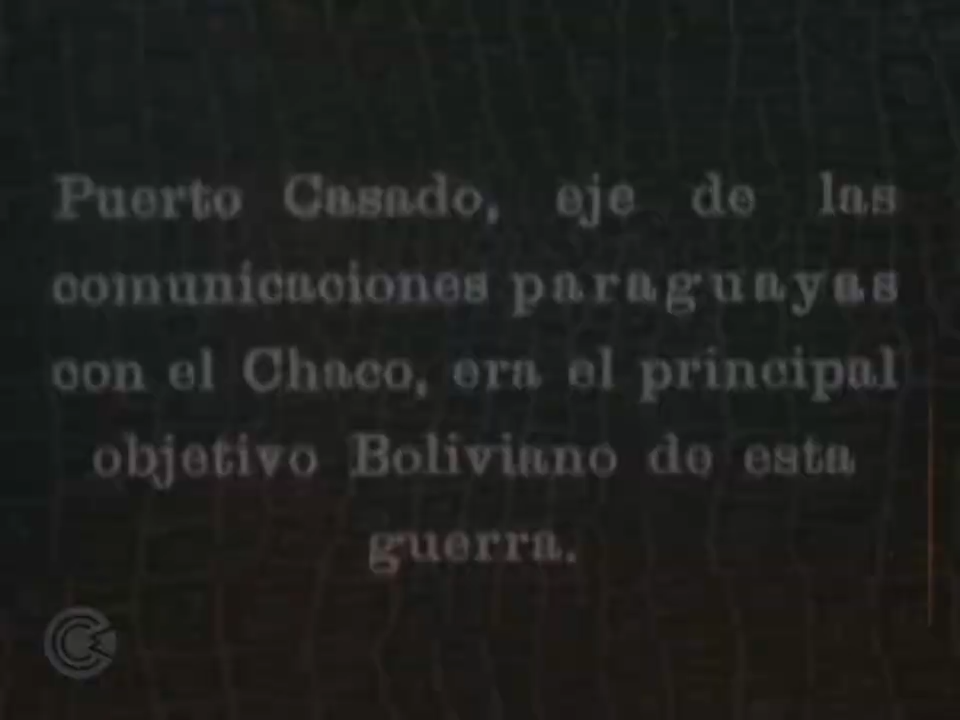 Puerto Casado, eje de las
comunicaciones paraguayas
con el Chaco, era el principal
objetivo Boliviano de esta
guerra.